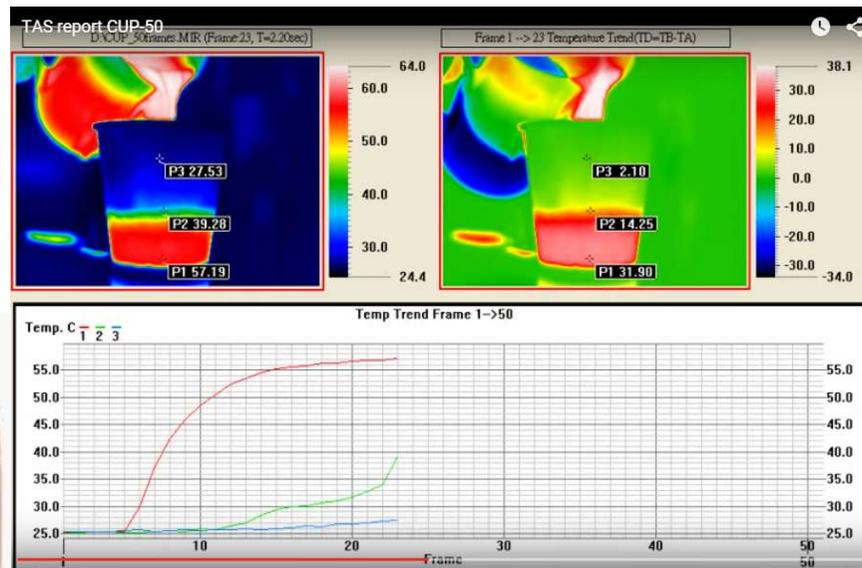 TAS report CUP-50
D:\CUP_50frames.MIR (Frame:23, T=2.20sec)
Frame 1 --> 23 Temperature Trend(TD=TB-TA)
64.0
60.0
50.0
40.0
30.0
24.4
P3 27.53
P2 39.28
P1 57.19
38.1
30.0
20.0
10.0
0.0
-10.0
-20.0
-30.0
-34.0
P3 2.10
P2 14.25
P1 31.90
Temp Trend Frame 1->50
Temp. C
1 2 3
55.0 55.0
50.0 50.0
45.0 45.0
40.0 40.0
35.0 35.0
30.0 30.0
25.0 25.0
1 10 20 30 40 50
Frame
50